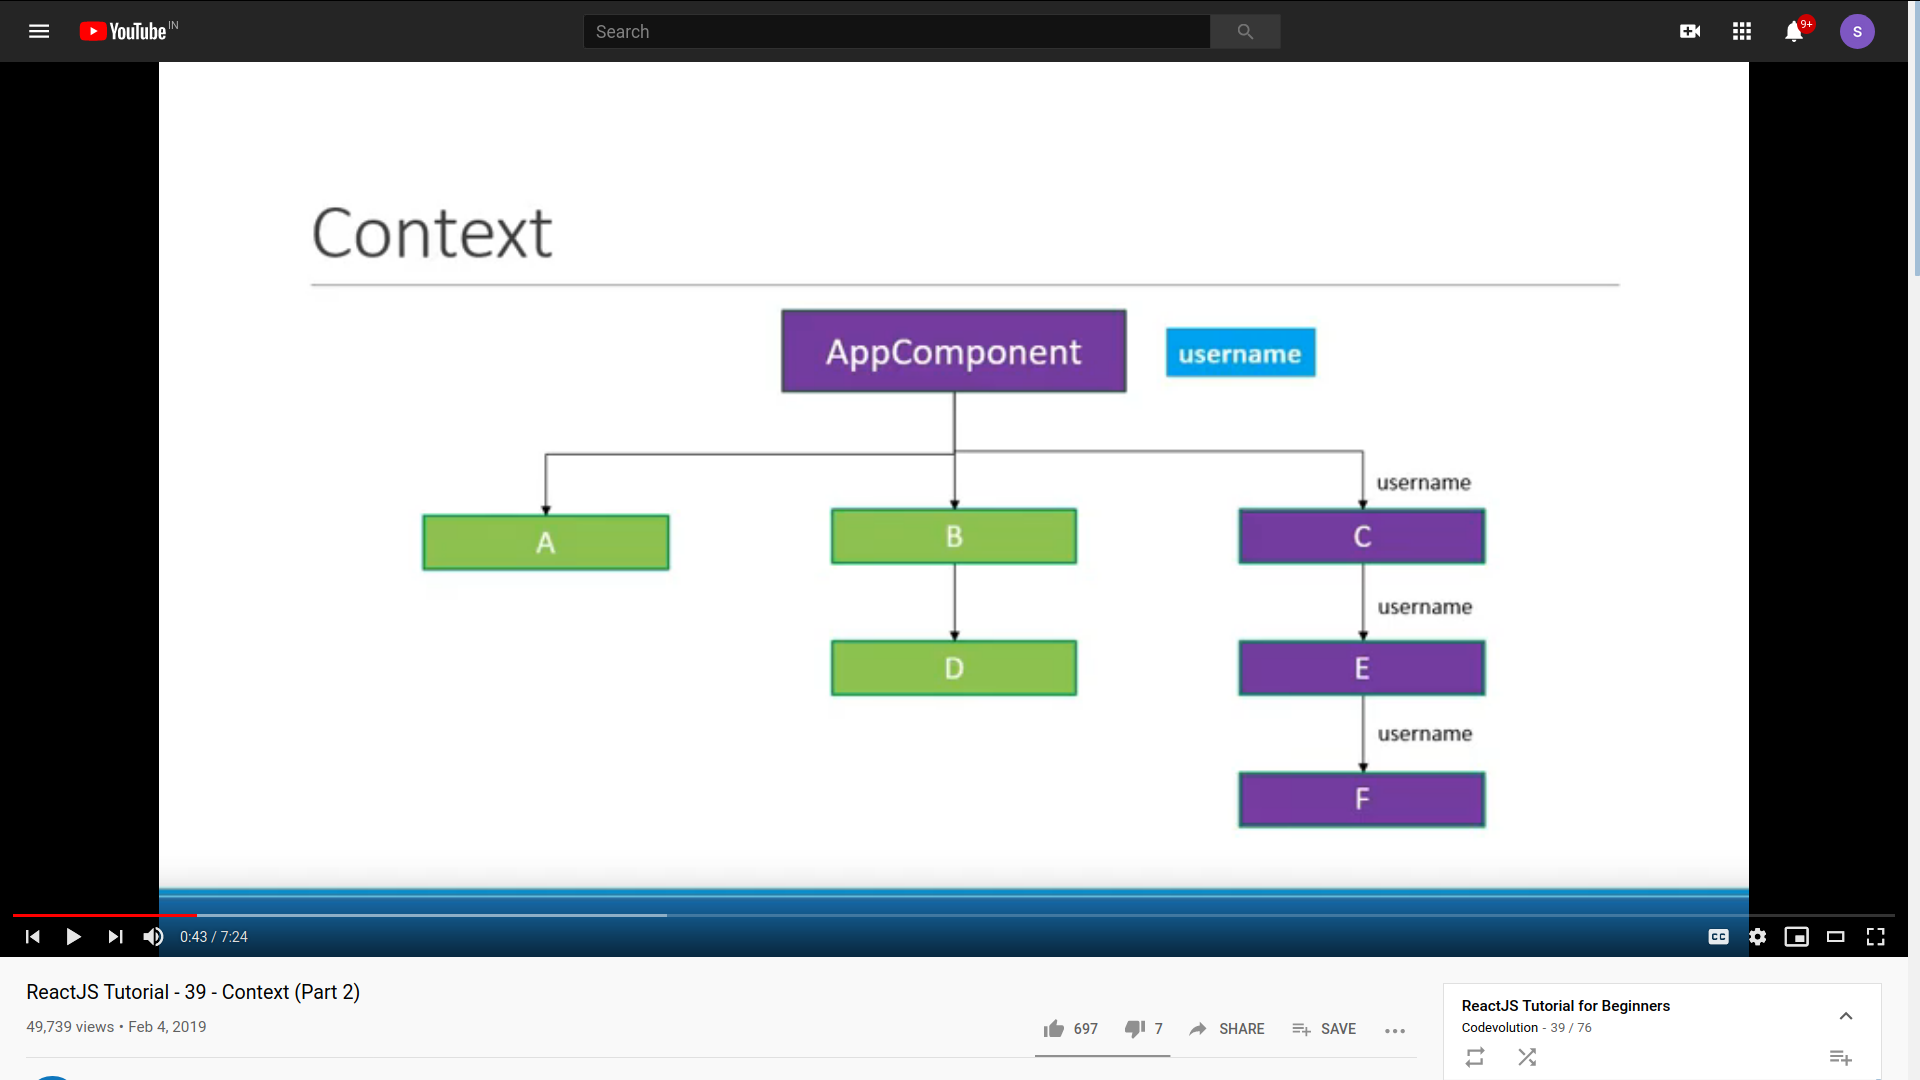 YouTube IN
Search
9+
S
Context
AppComponent
username
username
A
B
C
username
D
E
username
F
0:43 / 7:24
CC
ReactJS Tutorial - 39 - Context (Part 2)
49,739 views • Feb 4, 2019
697
7
SHARE
SAVE
ReactJS Tutorial for Beginners
Codevolution - 39 / 76